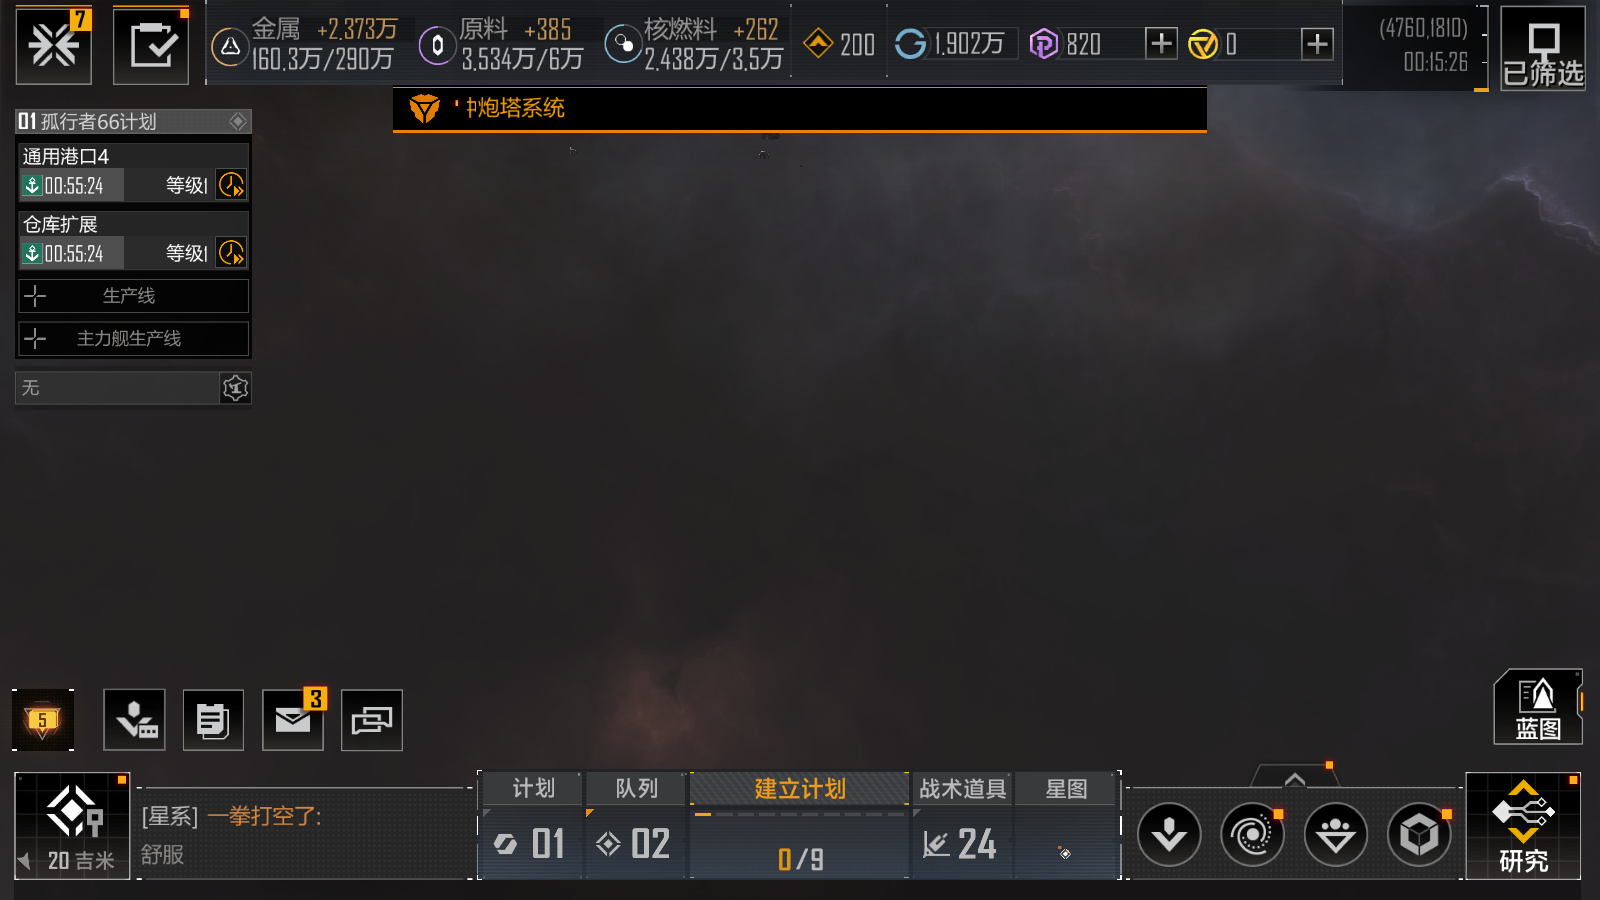 7
金属 +2.373万
160.3万/290万
原料 +385
3.534万/6万
核燃料 +262
2.438万/3.5万
200
1.902万
820
0
(4760,1810)
00:15:26
已筛选
炮塔系统
01 孤行者66计划
通用港口4
00:55:24 等级1
仓库扩展
00:55:24 等级1
生产线
主力舰生产线
无
5
3
蓝图
20吉米
[星系] 一拳打空了:
舒服
计划
01
队列
02
建立计划
0/9
战术道具
24
星图
研究